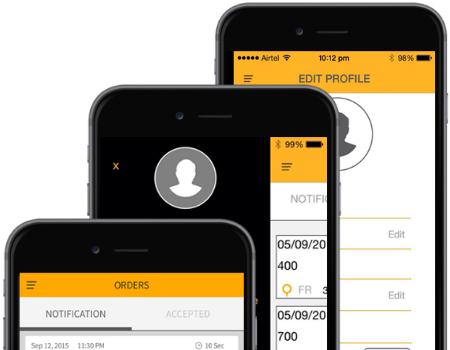 Airtel 10:12 pm 98%
EDIT PROFILE
Edit
Edit
x
99%
NOTIFI
05/09/20
400
FR 3
05/09/20
700
ORDERS
NOTIFICATION ACCEPTED
Sep 12, 2015 11:30 PM 10 Sec